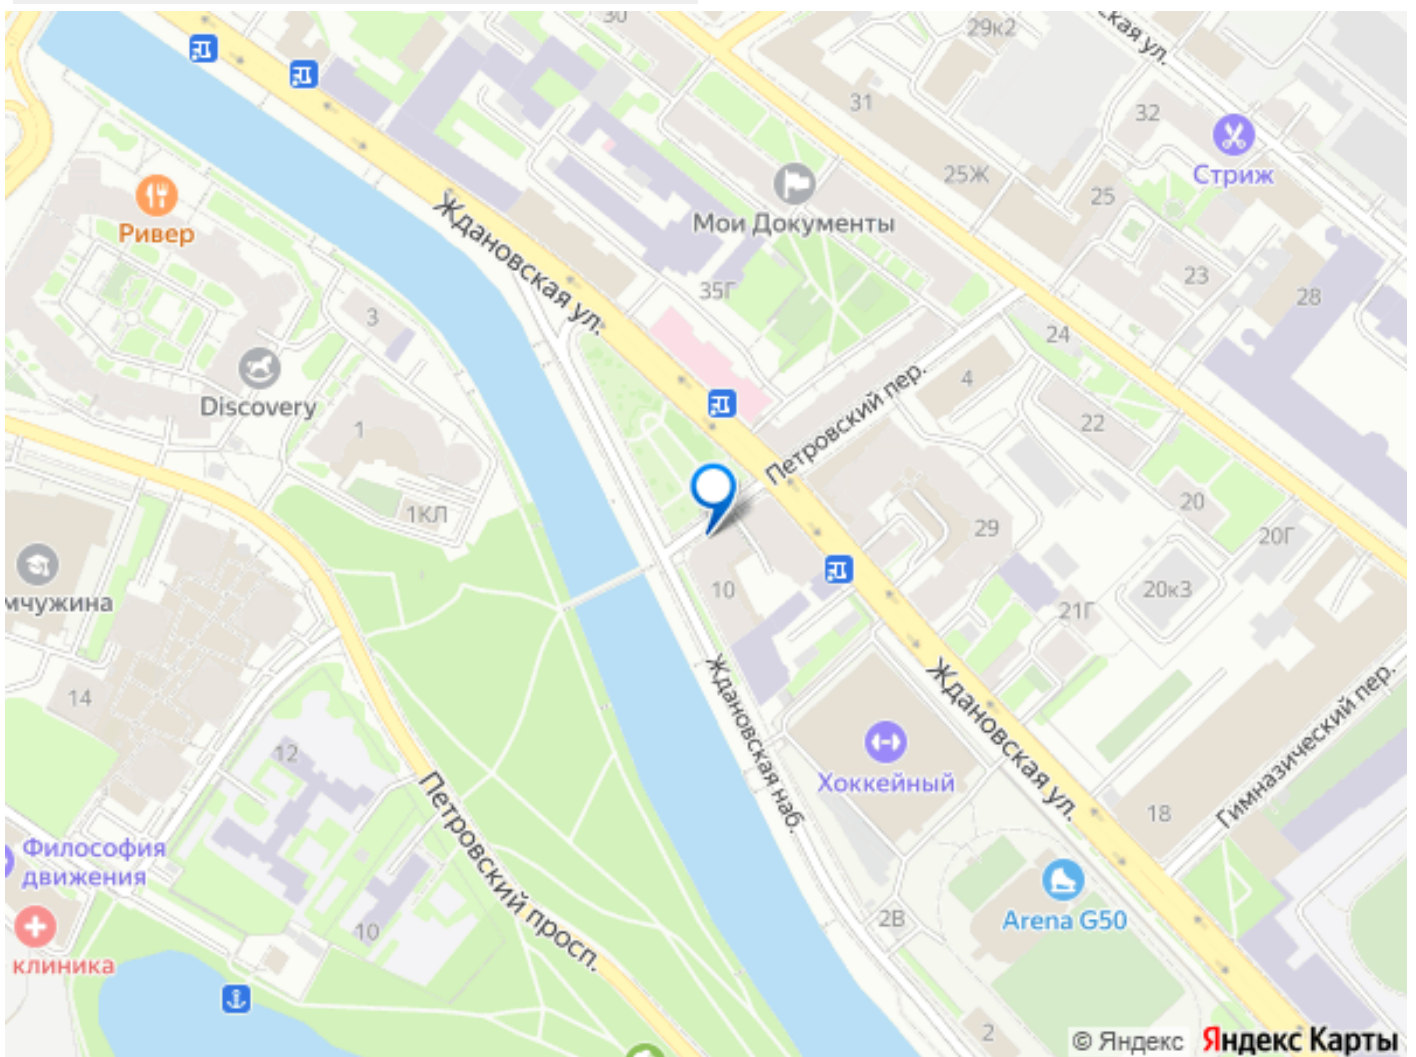 30
29к2
ская ул.
31
32
Стриж
25Ж
25
Мои Документы
Ривер
Ждановская ул.
35Г
23
28
3
24
Discovery
4
Петровский пер.
1
22
1КЛ
20
29
20Г
мчужина
10
20к3
21Г
14
Ждановская наб.
Ждановская ул.
12
Хоккейный
Гимназический пер.
Петровский просп.
18
Философия
движения
Arena G50
2В
10
клиника
2
© Яндекс
Яндекс Карты